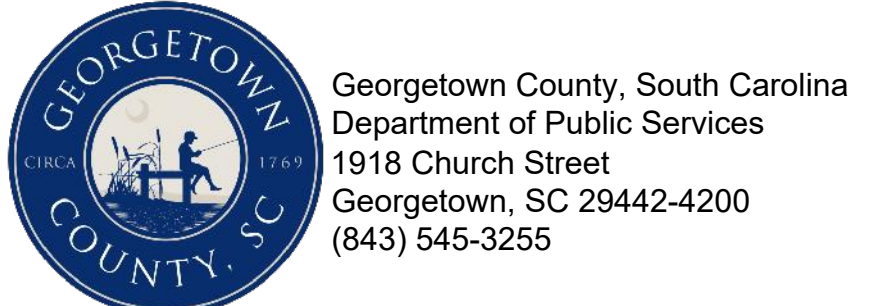 GEORGETOWN
CIRCA 1769
COUNTY, SC
Georgetown County, South Carolina
Department of Public Services
1918 Church Street
Georgetown, SC 29442-4200
(843) 545-3255